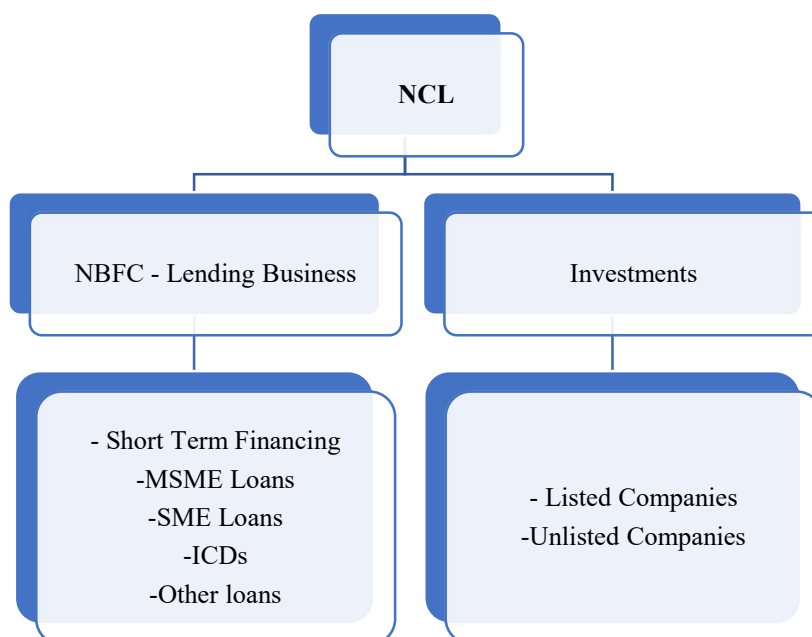 NCL
NBFC - Lending Business
Investments
- Short Term Financing
-MSME Loans
-SME Loans
-ICDs
-Other loans
- Listed Companies
-Unlisted Companies